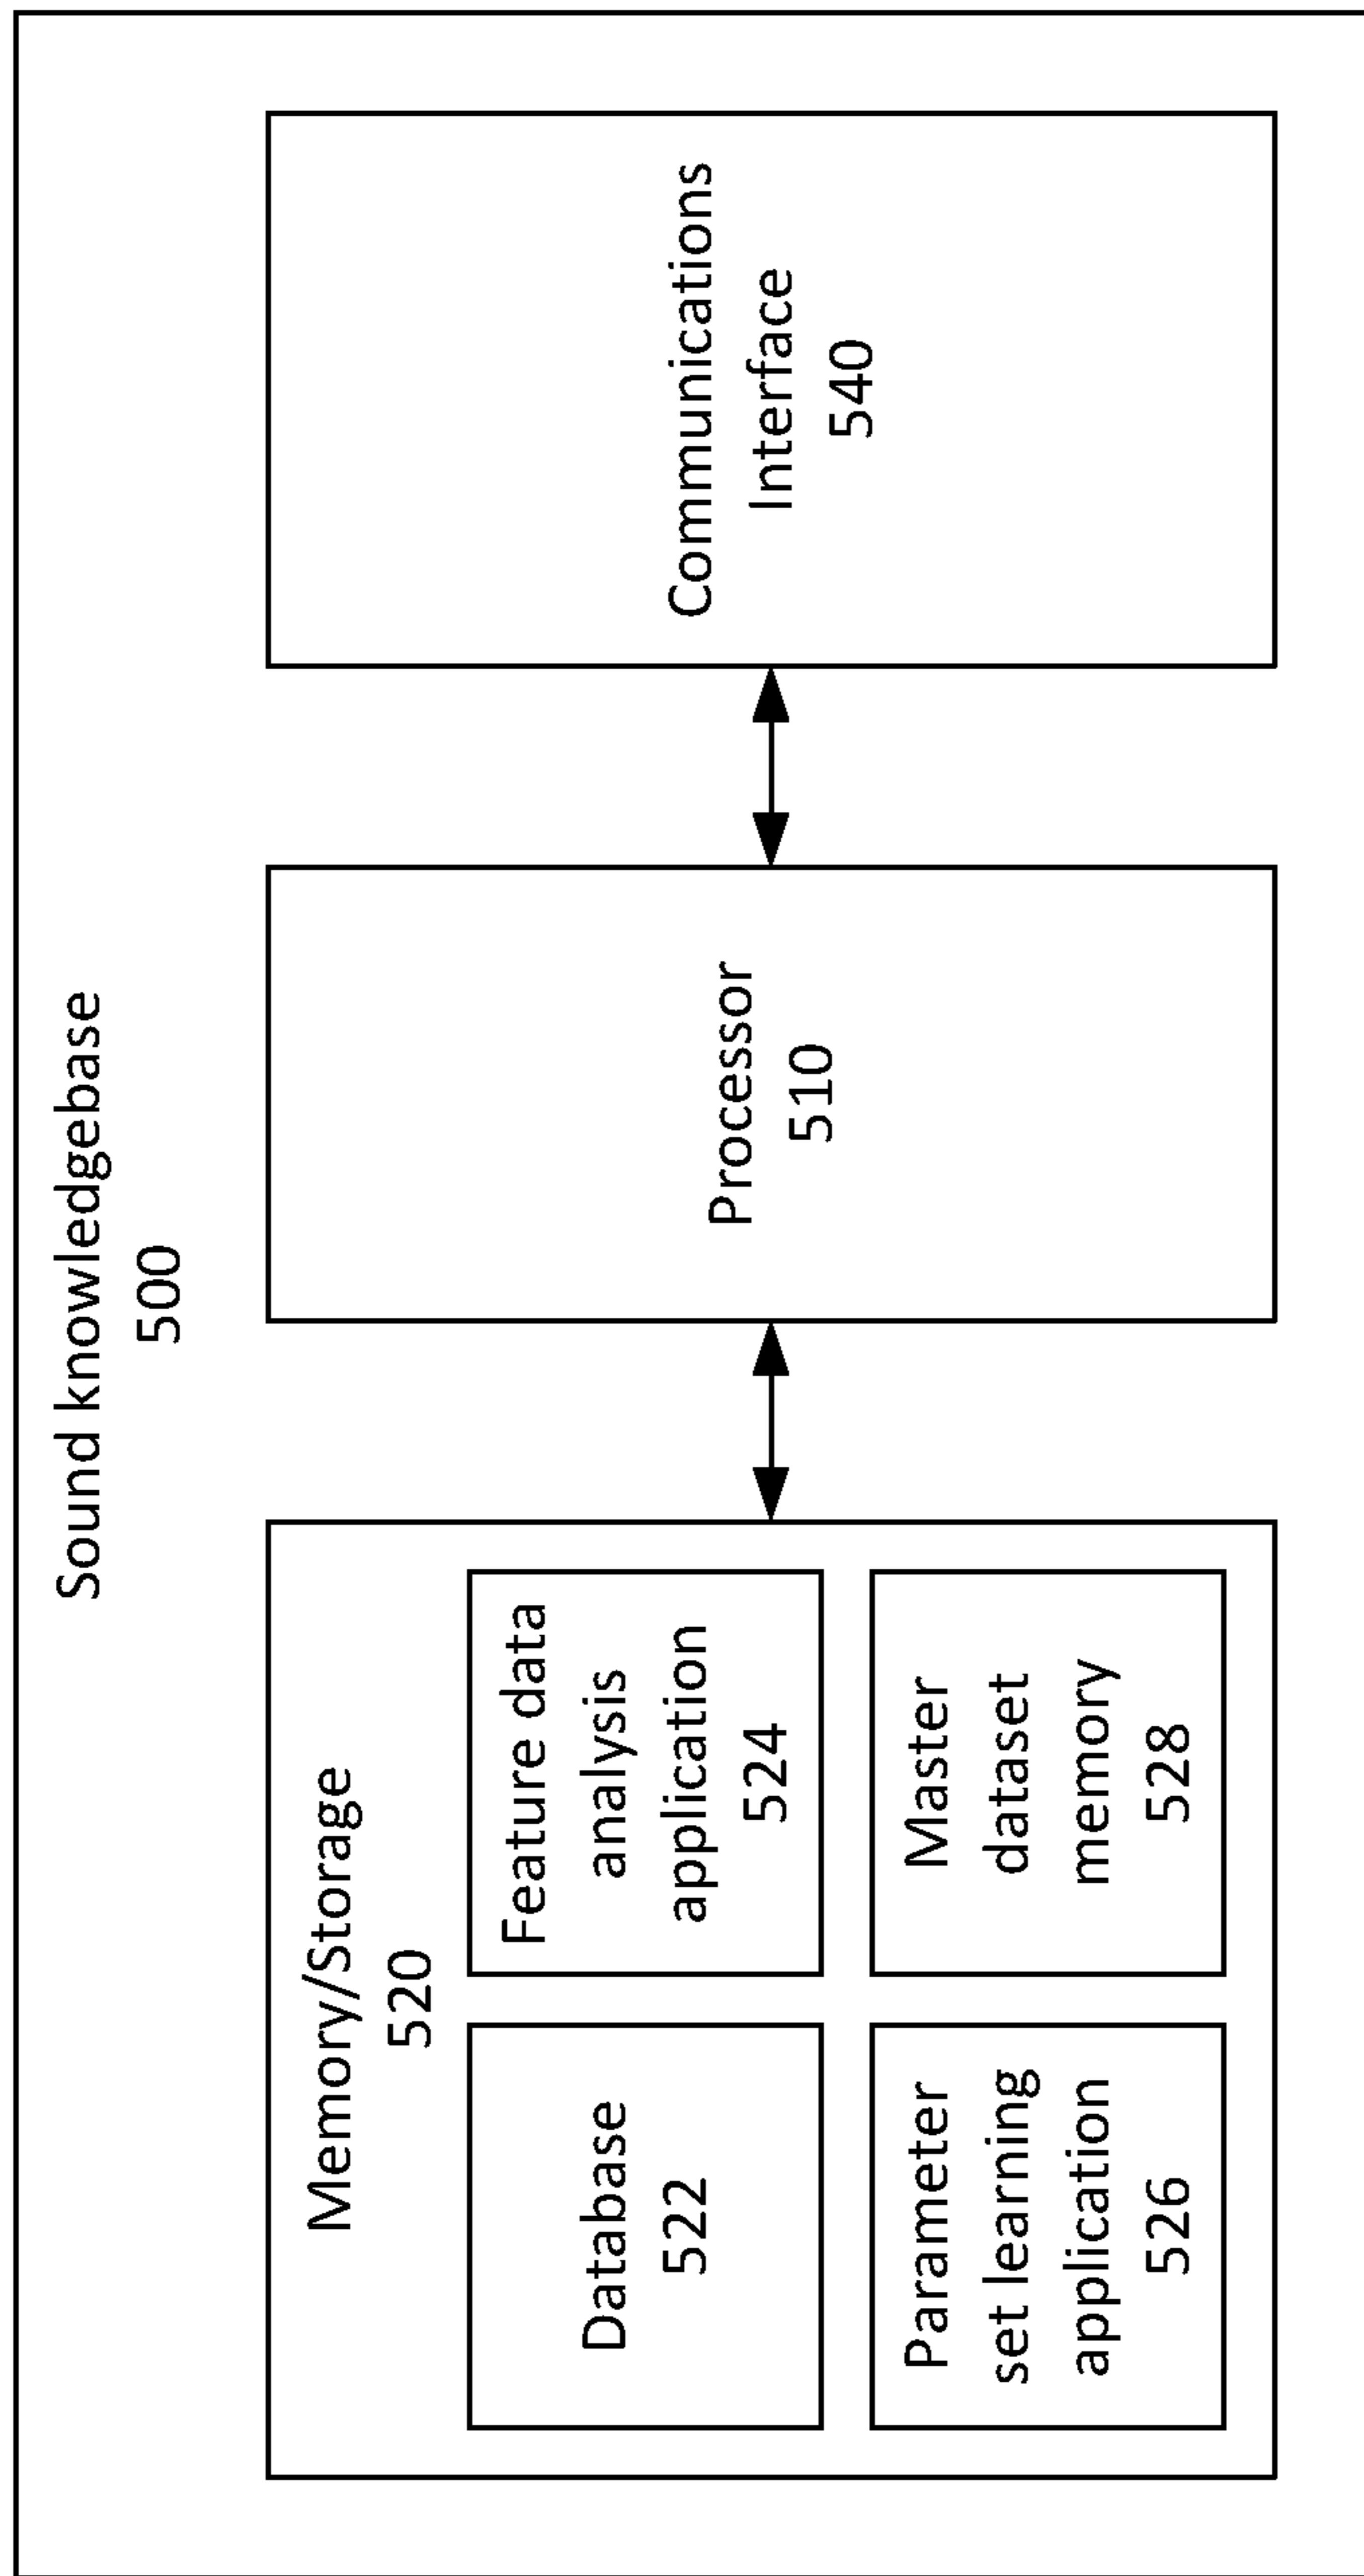 Sound knowledgebase
500
Memory/Storage
520
Database
522
Feature data
analysis
application
524
Parameter
set learning
application
526
Master
dataset
memory
528
Processor
510
Communications
Interface
540